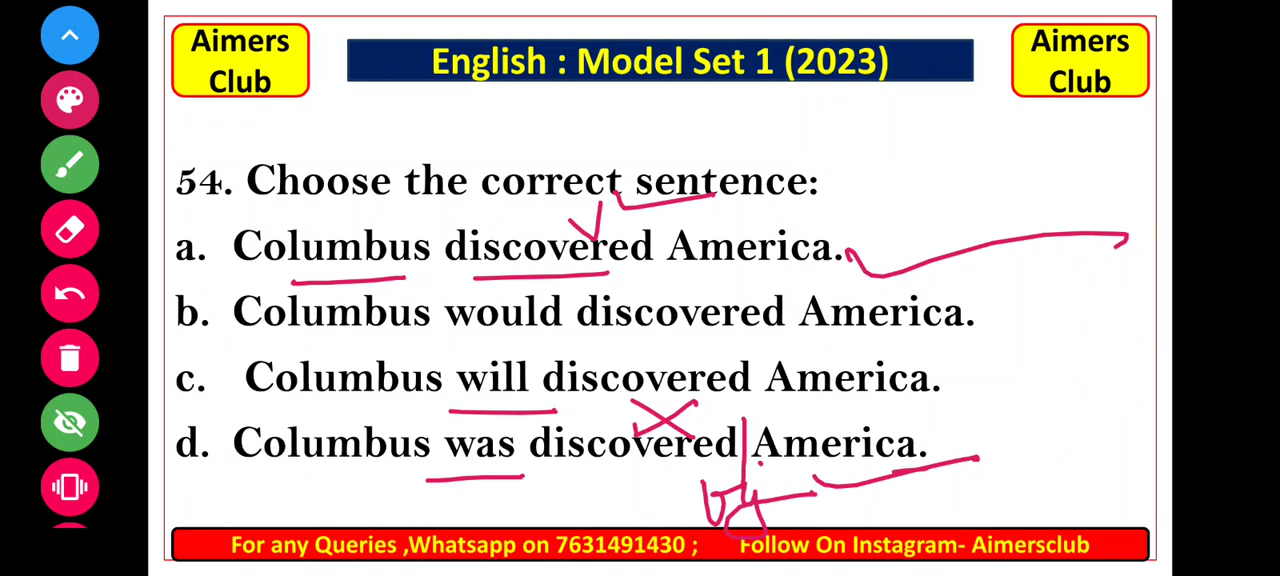 Aimers
Club
English : Model Set 1 (2023)
Aimers
Club
54. Choose the correct sentence:
a. Columbus discovered America.
b. Columbus would discovered America.
c. Columbus will discovered America.
d. Columbus was discovered America.
by
For any Queries ,Whatsapp on 7631491430 ; Follow On Instagram- Aimersclub